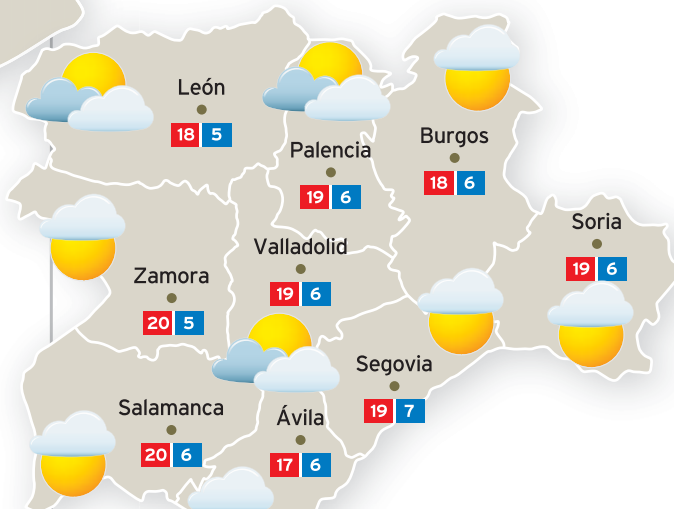 León
18 5
Palencia
19 6
Burgos
18 6
Soria
19 6
Valladolid
19 6
Zamora
20 5
Segovia
19 7
Salamanca
20 6
Ávila
17 6